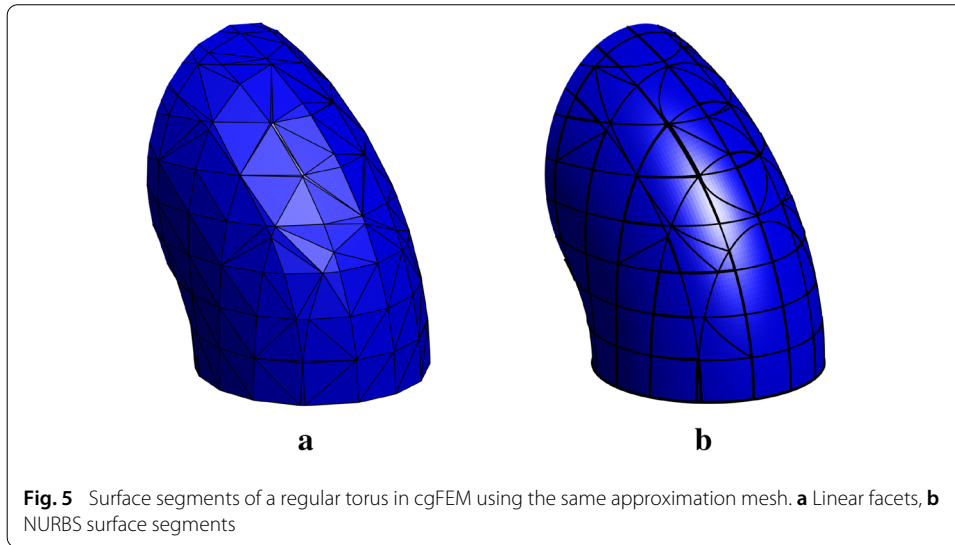 a
b
Fig. 5 Surface segments of a regular torus in cgFEM using the same approximation mesh. a Linear facets, b
NURBS surface segments